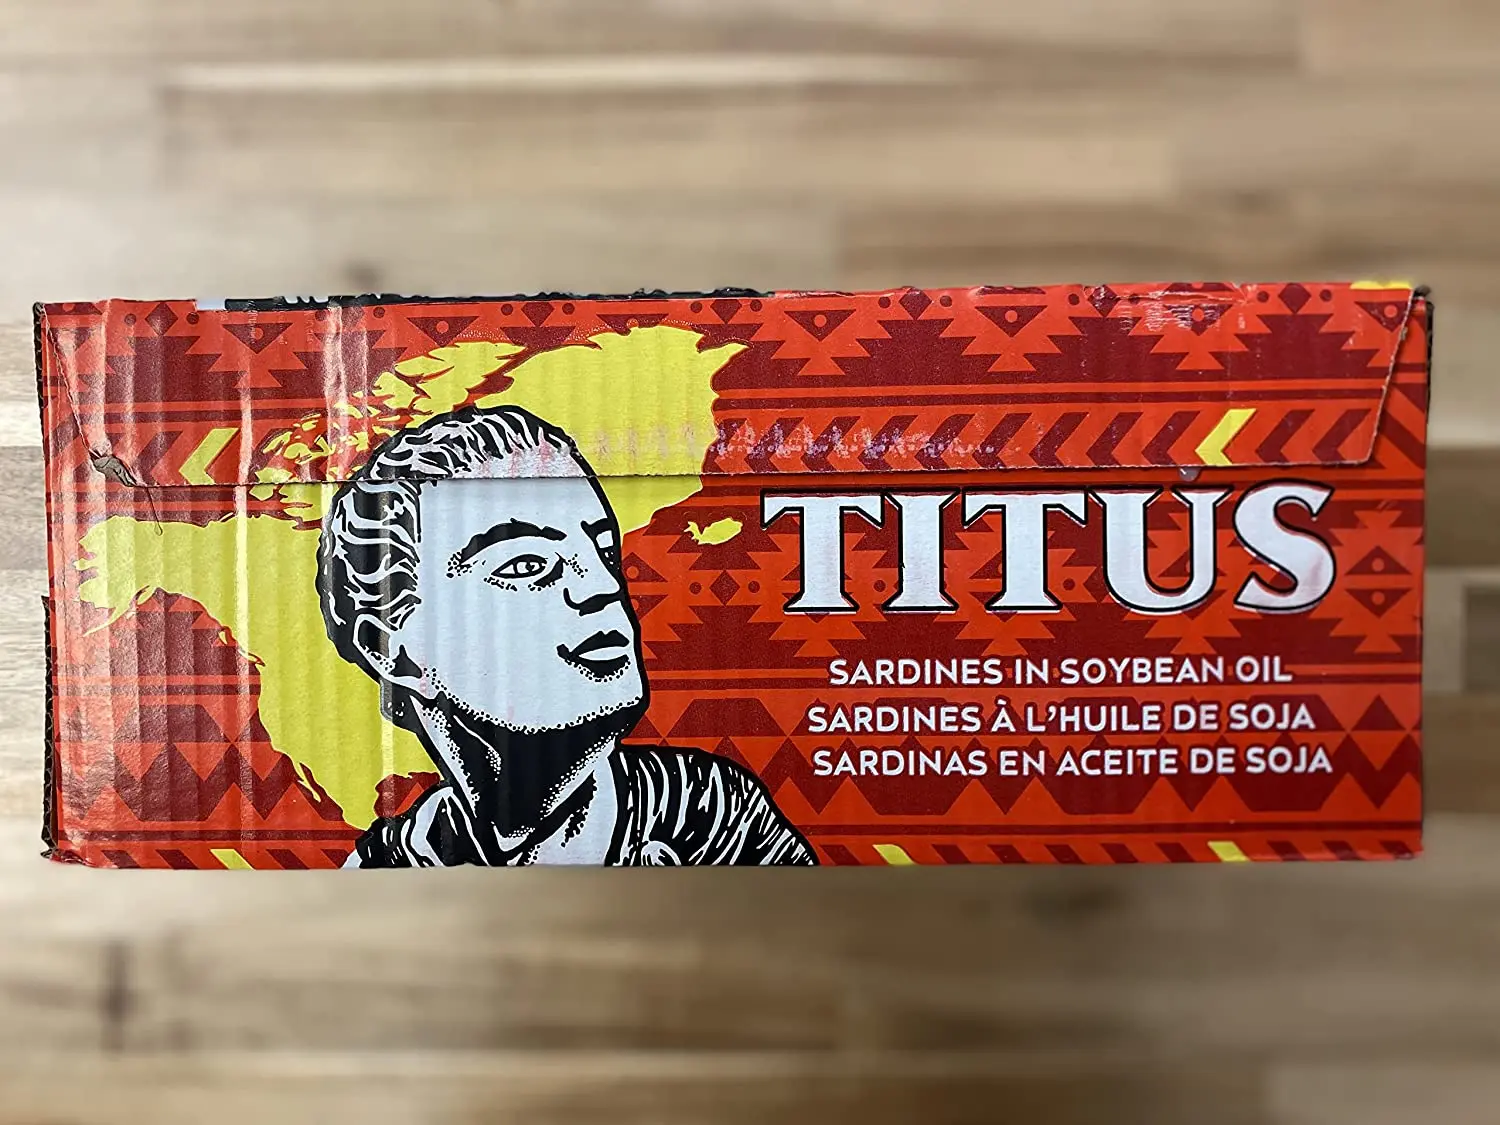 TITUS
SARDINES IN SOYBEAN OIL
SARDINES À L'HUILE DE SOJA
SARDINAS EN ACEITE DE SOJA